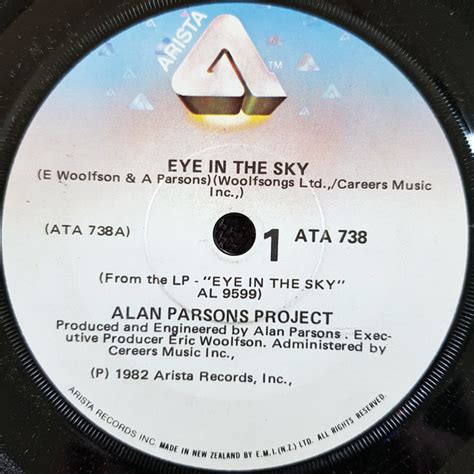 ARISTA
TM
EYE IN THE SKY
(E Woolfson & A Parsons)(Woolfsongs Ltd.,/Careers Music
Inc.,)
(ATA 738A)
1 ATA 738
(From the LP - "EYE IN THE SKY"
AL 9599)
ALAN PARSONS PROJECT
Produced and Engineered by Alan Parsons . Exec-
utive Producer Eric Woolfson. Administered by
Cereers Music Inc.,
(P) 1982 Arista Records, Inc.,
ARISTA RECORDS INC. MADE IN NEW ZEALAND BY E.M.I.(N.Z.) LTD. ALL RIGHTS RESERVED.